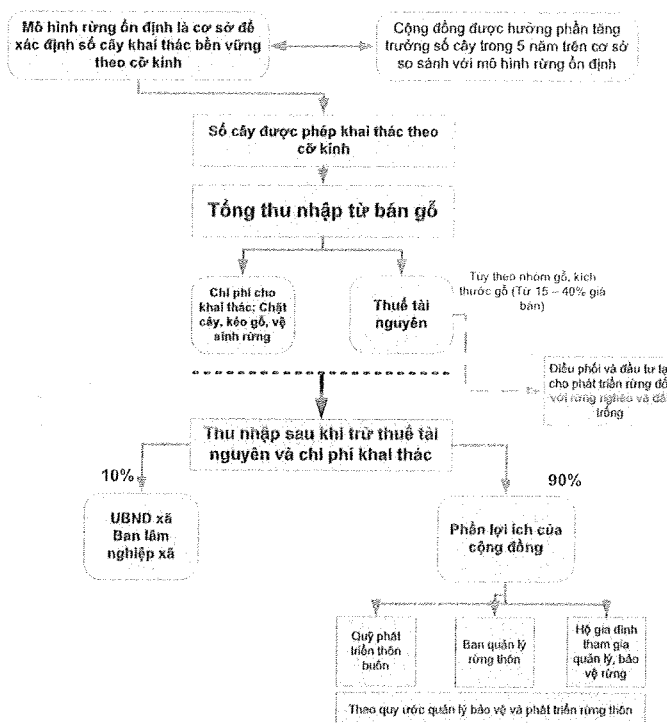 Mô hình rừng ổn định là cơ sở để
xác định số cây khai thác bền vững
theo cỡ kính
Cộng đồng được hưởng phần tăng
trưởng số cây trong 5 năm trên cơ sở
so sánh với mô hình rừng ổn định
Số cây được phép khai thác theo
cỡ kính
Tổng thu nhập từ bán gỗ
Chi phí cho
khai thác; Chặt
cây, kéo gỗ, vệ
sinh rừng
Thuế tài
nguyên
Tùy theo nhóm gỗ, kích
thước gỗ (Từ 15 – 40% giá
bán)
Điều phối và đầu tư lạ
cho phát triển rừng đố
với rừng nghèo và đấ
trống
Thu nhập sau khi trừ thuế tài
nguyên và chi phí khai thác
10%
90%
UBND xã
Ban lâm
nghiệp xã
Phần lợi ích của
cộng đồng
Quỹ phát
triển thôn
buôn
Ban quản lý
rừng thôn
Hộ gia đình
tham gia
quản lý, bảo
vệ rừng
Theo quy ước quản lý bảo vệ và phát triển rừng thôn